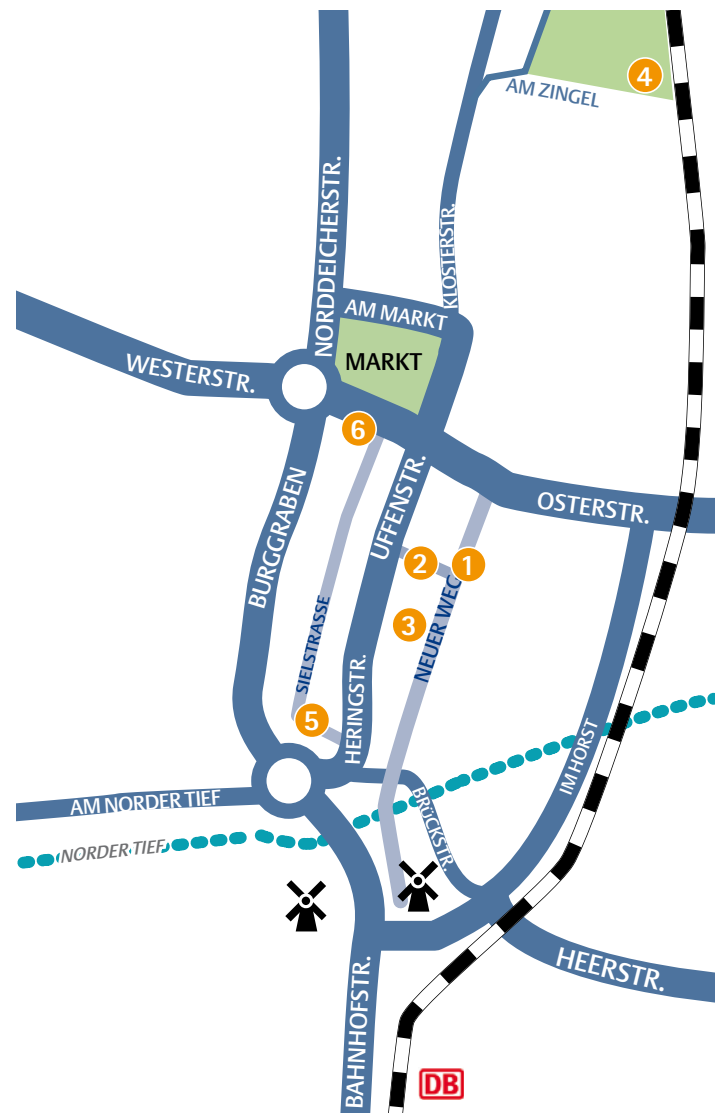 4
AM ZINGEL
NORDDEICHERSTR.
KLOSTERSTR.
AM MARKT
MARKT
WESTERSTR.
6
UFFENSTR.
OSTERSTR.
BURGGRABEN
2
1
3
NEUER WEG
SIELSTRASSE
5
HERINGSTR.
IM HORST
AM NORDER TIEF
BRÜCKSTR.
NORDER TIEF
HEERSTR.
BAHNHOFSTR.
DB